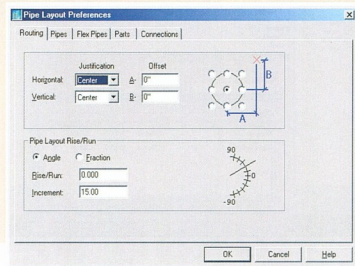 Pipe Layout Preferences X
Routing Pipes Flex Pipes Parts Connections
Justification Offset
Horizontal: Center A- 0"
Vertical: Center B- 0"
B
A
Pipe Layout Rise/Run
Angle Fraction
Rise/Run: 0.000
Increment: 15.00
90
0
-90
OK Cancel Help